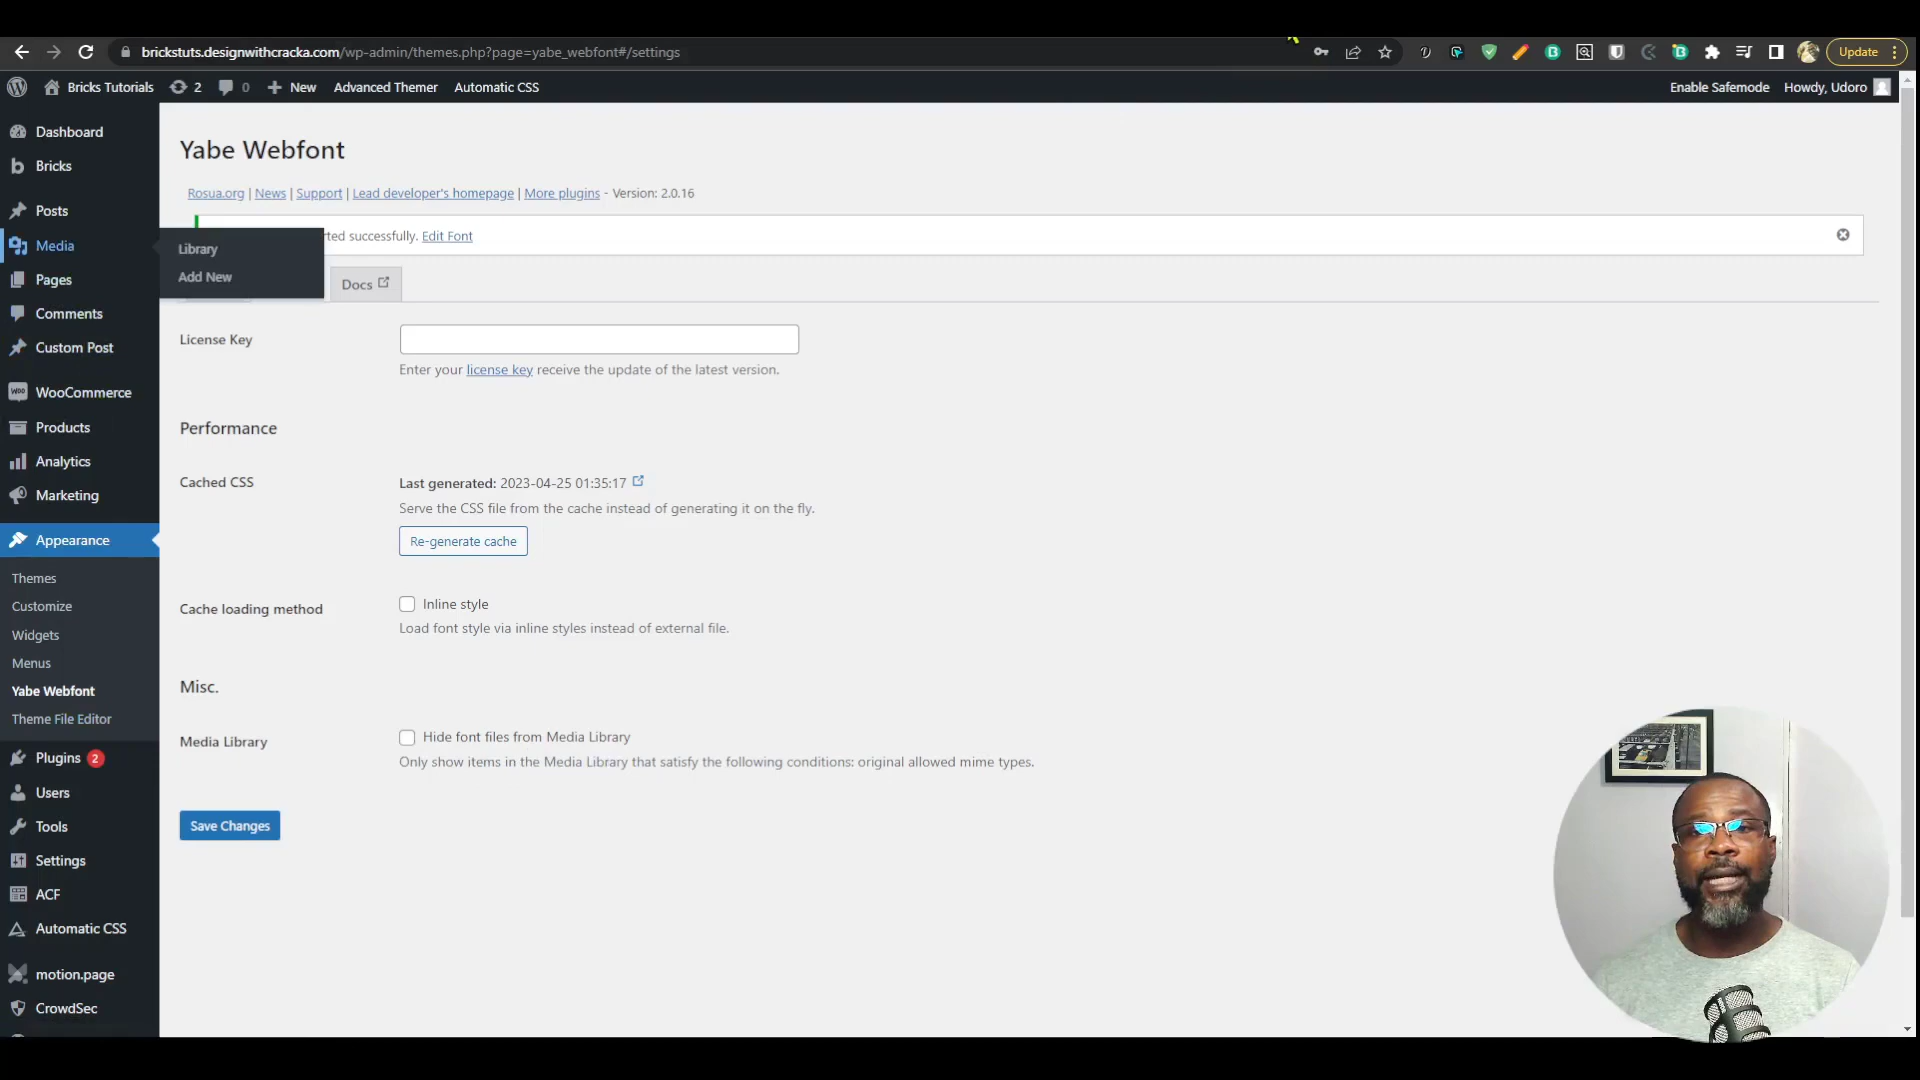 brickstuts.designwithcracka.com/wp-admin/themes.php?page=yabe_webfont#/settings
Update
Bricks Tutorials
2
0
New
Advanced Themer
Automatic CSS
Enable Safemode
Howdy, Udoro
Dashboard
Bricks
Posts
Media
Pages
Comments
Custom Post
WooCommerce
Products
Analytics
Marketing
Appearance
Themes
Customize
Widgets
Menus
Yabe Webfont
Theme File Editor
Plugins 2
Users
Tools
Settings
ACF
Automatic CSS
motion.page
CrowdSec
Library
Add New
Yabe Webfont
Rosua.org | News | Support | Lead developer's homepage | More plugins - Version: 2.0.16
rted successfully. Edit Font
Docs
License Key
Enter your license key receive the update of the latest version.
Performance
Cached CSS
Last generated: 2023-04-25 01:35:17
Serve the CSS file from the cache instead of generating it on the fly.
Re-generate cache
Cache loading method
Inline style
Load font style via inline styles instead of external file.
Misc.
Media Library
Hide font files from Media Library
Only show items in the Media Library that satisfy the following conditions: original allowed mime types.
Save Changes